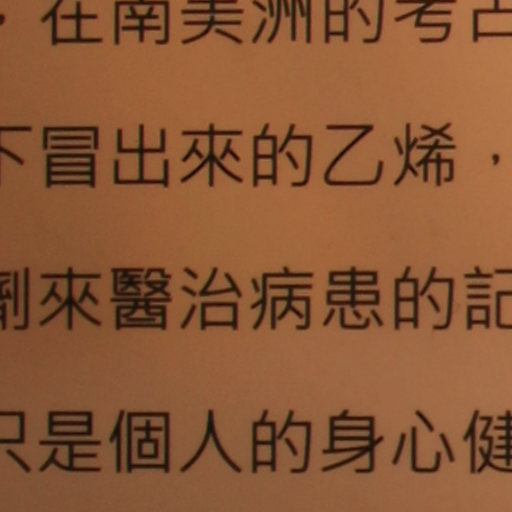 ，在南美洲的考古
下冒出來的乙烯，
劑來醫治病患的記
只是個人的身心健